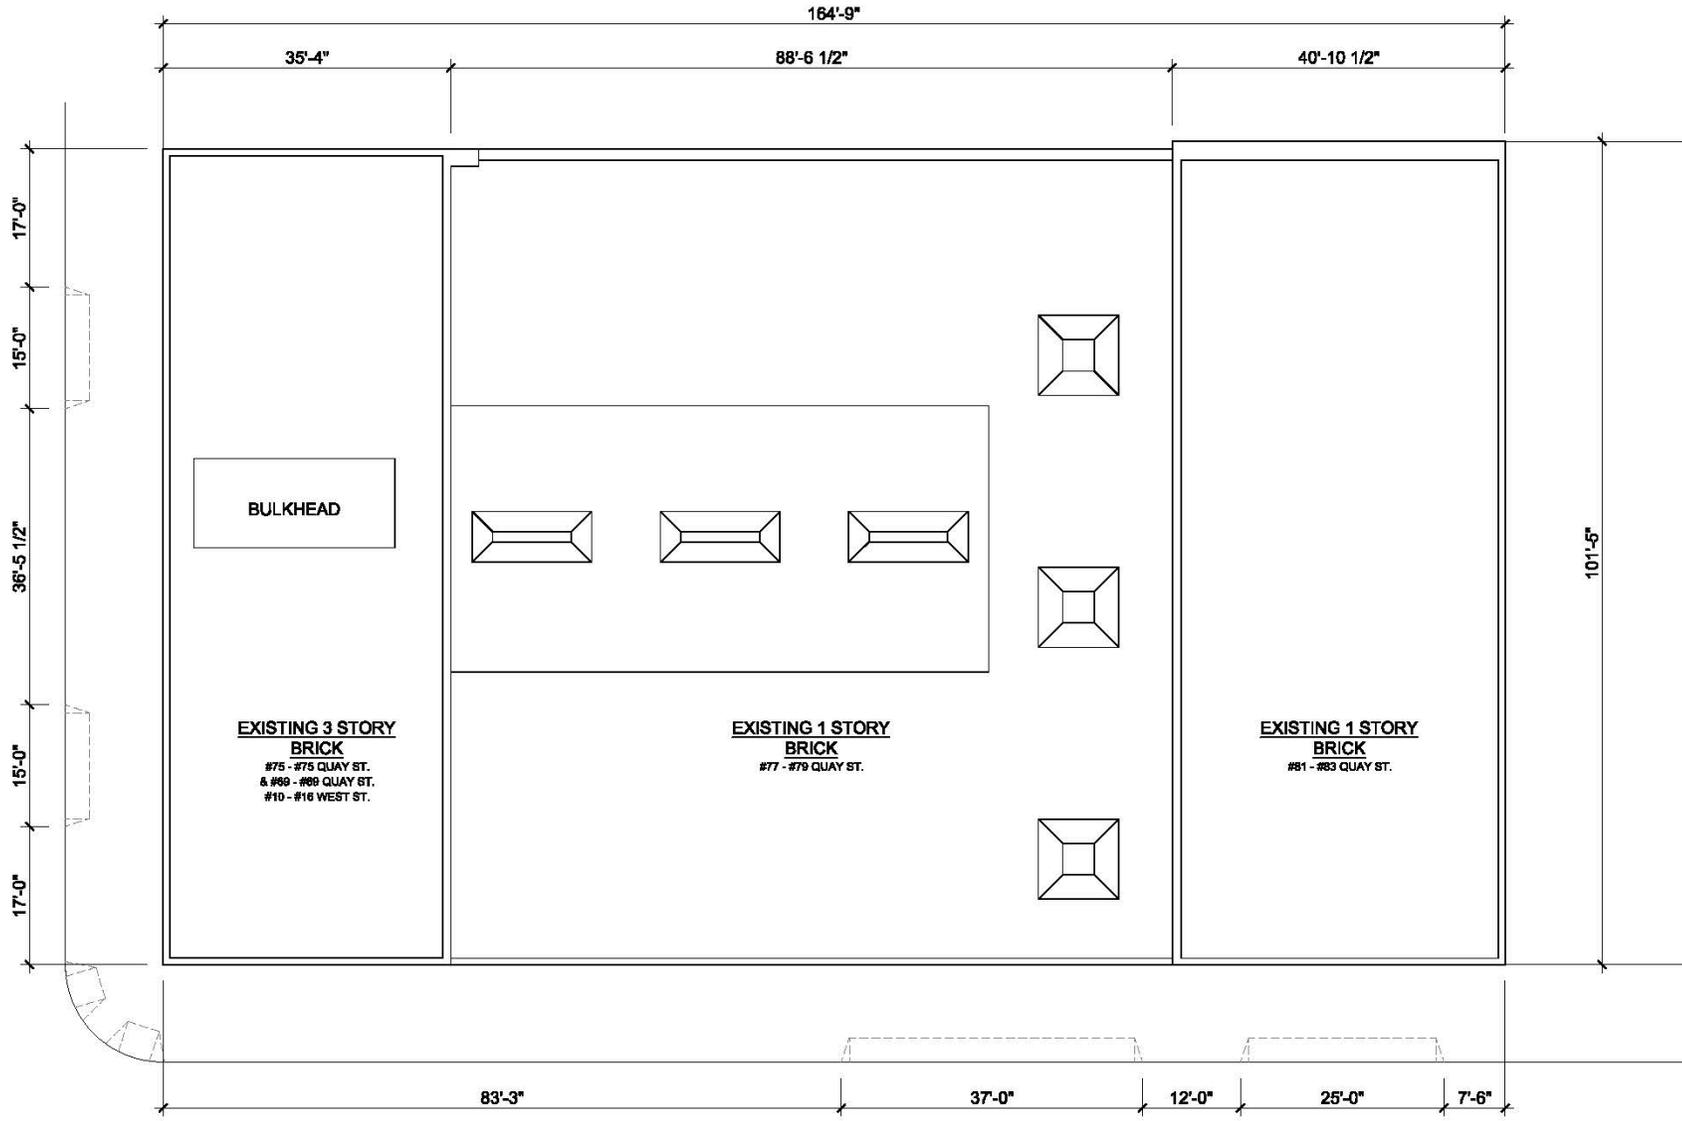 164'-9"
35'-4"
88'-6 1/2"
40'-10 1/2"
17'-0"
15'-0"
36'-5 1/2"
15'-0"
17'-0"
101'-5"
BULKHEAD
EXISTING 3 STORY
BRICK
#75 - #75 QUAY ST.
& #69 - #69 QUAY ST.
#10 - #16 WEST ST.
EXISTING 1 STORY
BRICK
#77 - #79 QUAY ST.
EXISTING 1 STORY
BRICK
#81 - #83 QUAY ST.
83'-3"
37'-0"
12'-0"
25'-0"
7'-6"